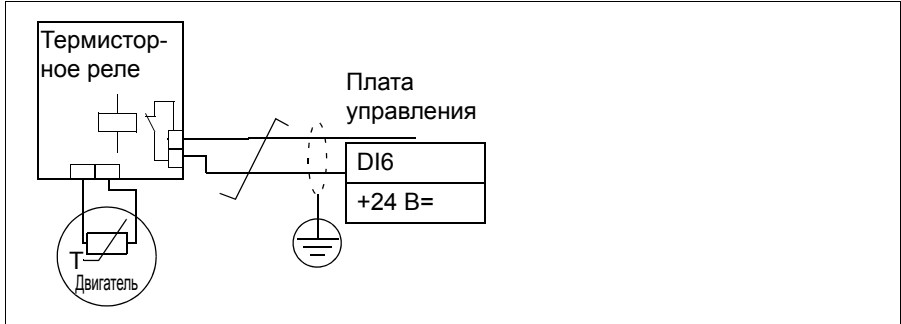 Термистор-
ное реле
Плата
управления
DI6
+24 В=
T
Двигатель